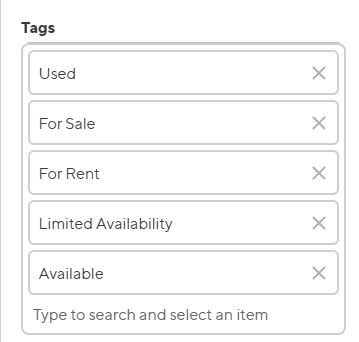 Tags
Used
For Sale
For Rent
Limited Availability
Available
Type to search and select an item